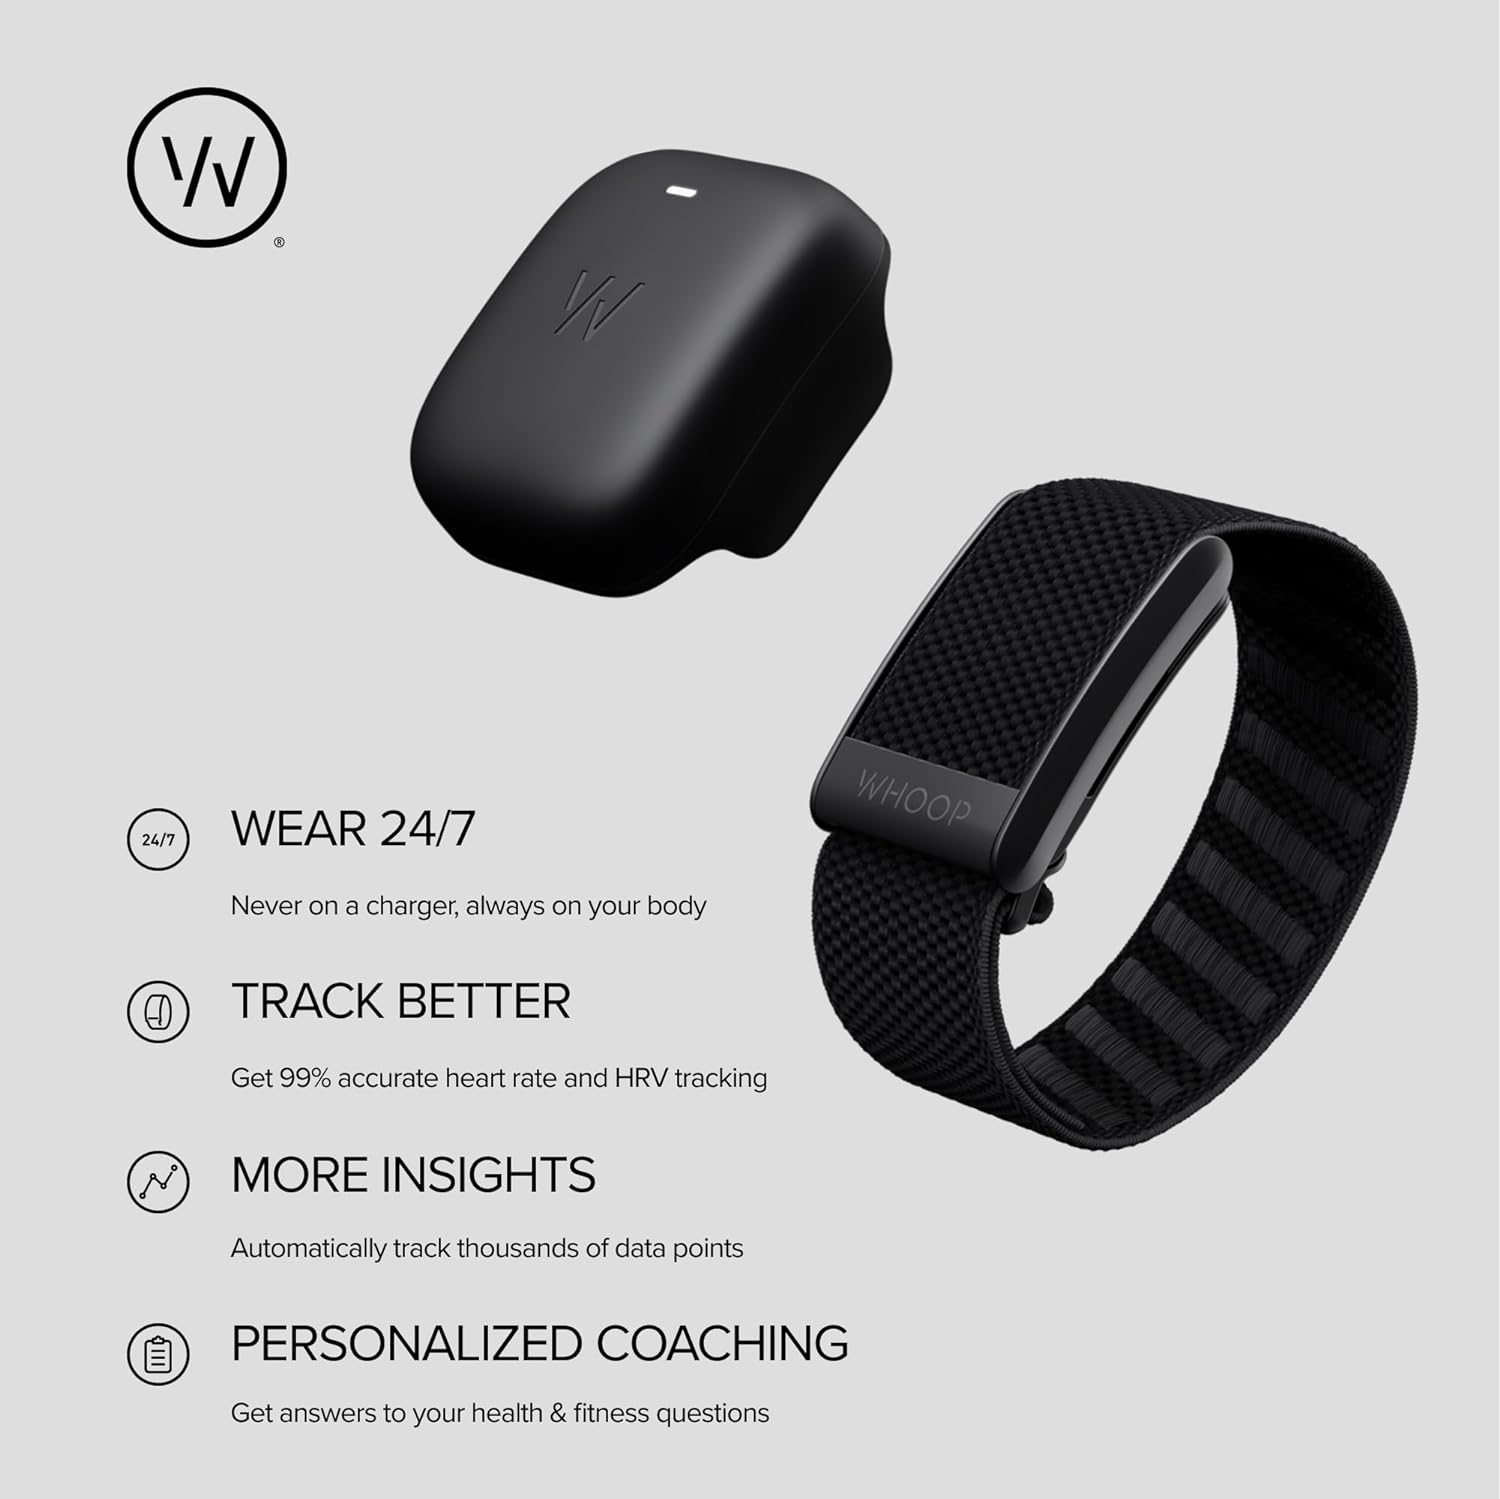 W
®
W
WHOOP
24/7
WEAR 24/7
Never on a charger, always on your body
TRACK BETTER
Get 99% accurate heart rate and HRV tracking
MORE INSIGHTS
Automatically track thousands of data points
PERSONALIZED COACHING
Get answers to your health & fitness questions